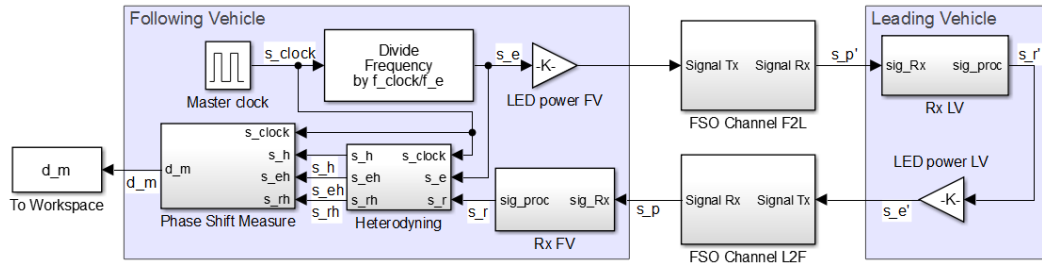 Following Vehicle
Leading Vehicle
s_clock
Divide
Frequency
by f_clock/f_e
s_e
-K-
Signal Tx
Signal Rx
s_p'
sig_Rx
sig_proc
s_r'
Master clock
LED power FV
FSO Channel F2L
Rx LV
s_clock
s_h
s_eh
s_rh
d_m
s_h
s_eh
s_rh
s_h
s_eh
s_rh
s_clock
s_e
s_r
d_m
d_m
To Workspace
Phase Shift Measure
Heterodyning
s_r
sig_proc
sig_Rx
Rx FV
s_p
Signal Rx
Signal Tx
FSO Channel L2F
s_e'
LED power LV
-K-